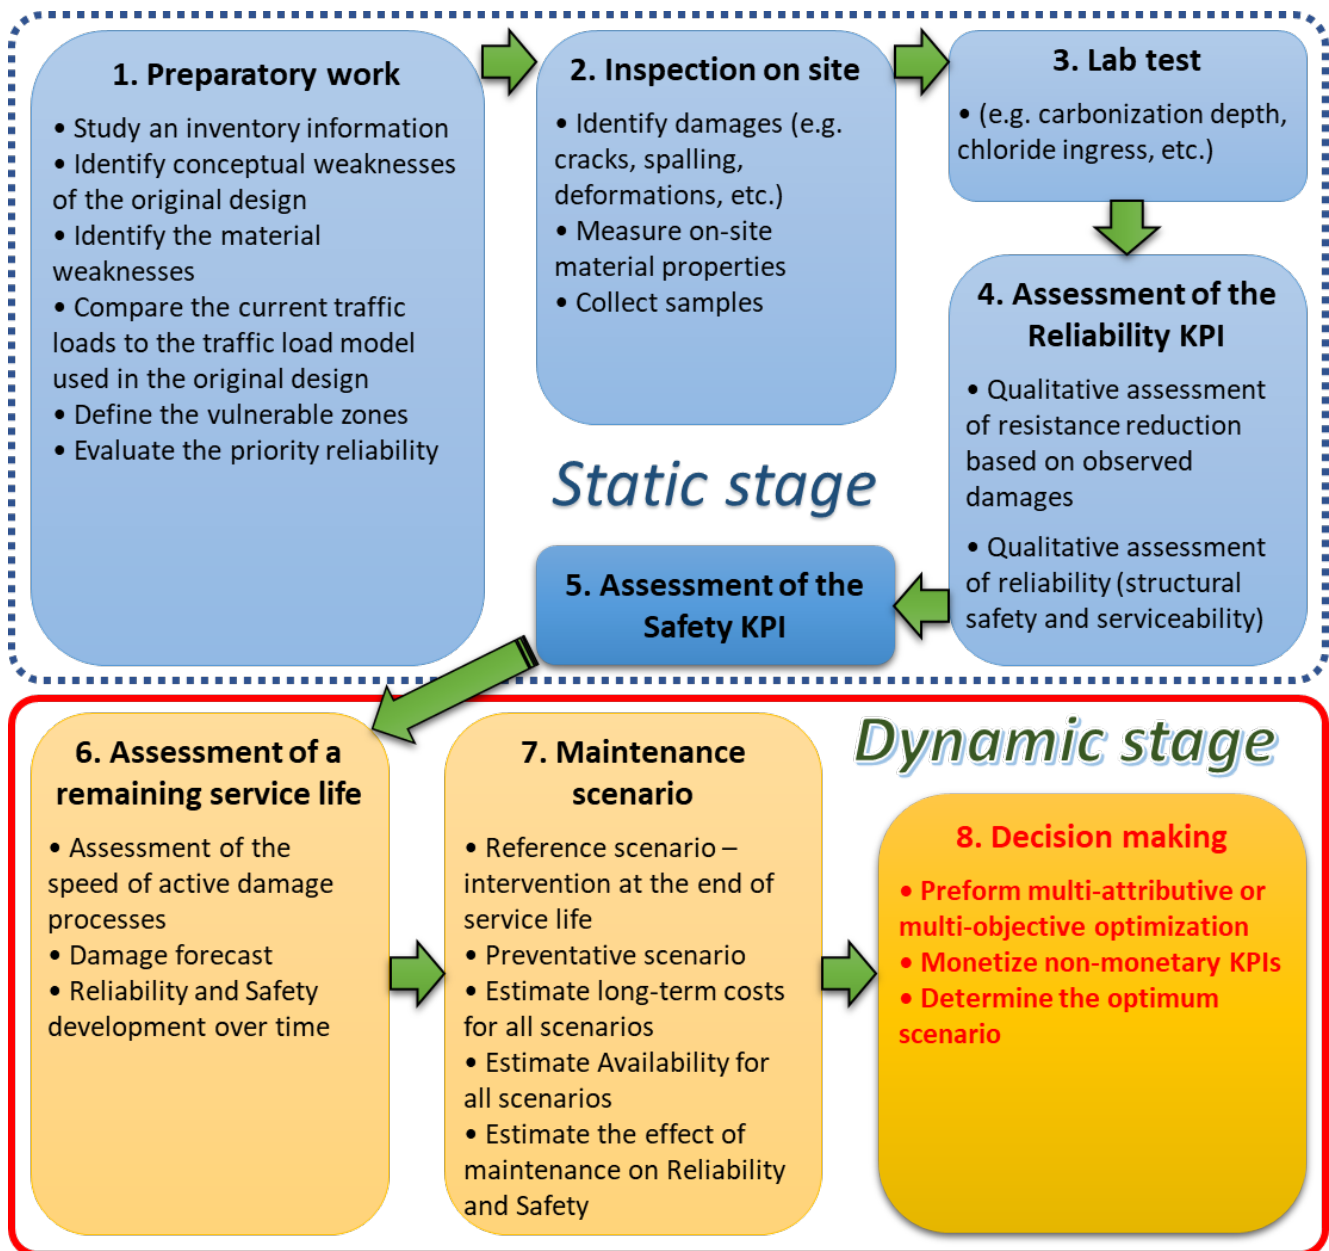 1. Preparatory work
• Study an inventory information
• Identify conceptual weaknesses
of the original design
• Identify the material
weaknesses
• Compare the current traffic
loads to the traffic load model
used in the original design
• Define the vulnerable zones
• Evaluate the priority reliability
2. Inspection on site
• Identify damages (e.g.
cracks, spalling,
deformations, etc.)
• Measure on-site
material properties
• Collect samples
3. Lab test
• (e.g. carbonization depth,
chloride ingress, etc.)
4. Assessment of the
Reliability KPI
• Qualitative assessment
of resistance reduction
based on observed
damages
• Qualitative assessment
of reliability (structural
safety and serviceability)
Static stage
5. Assessment of the
Safety KPI
Dynamic stage
6. Assessment of a
remaining service life
• Assessment of the
speed of active damage
processes
• Damage forecast
• Reliability and Safety
development over time
7. Maintenance
scenario
• Reference scenario –
intervention at the end of
service life
• Preventative scenario
• Estimate long-term costs
for all scenarios
• Estimate Availability for
all scenarios
• Estimate the effect of
maintenance on Reliability
and Safety
8. Decision making
• Preform multi-attributive or
multi-objective optimization
• Monetize non-monetary KPIs
• Determine the optimum
scenario